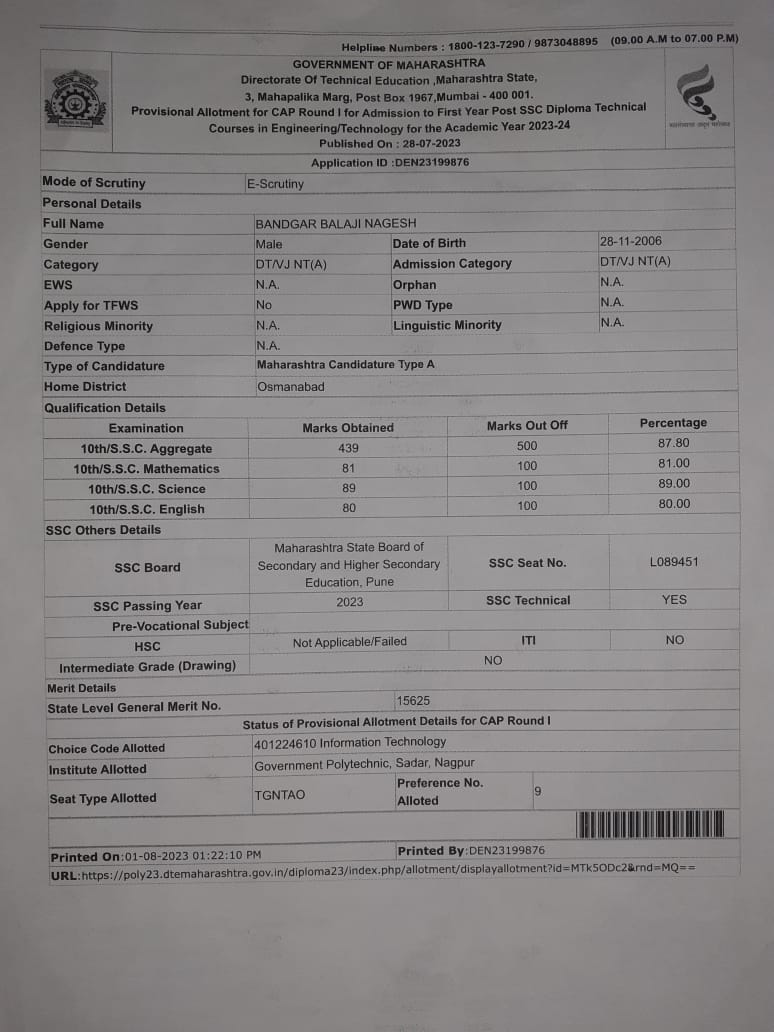 Helpline Numbers : 1800-123-7290 / 9873048895 (09.00 A.M to 07.00 P.M)
GOVERNMENT OF MAHARASHTRA
Directorate Of Technical Education ,Maharashtra State,
3, Mahapalika Marg, Post Box 1967,Mumbai - 400 001.
Provisional Allotment for CAP Round I for Admission to First Year Post SSC Diploma Technical
Courses in Engineering/Technology for the Academic Year 2023-24
Published On : 28-07-2023
Application ID :DEN23199876
Mode of Scrutiny E-Scrutiny
Personal Details
Full Name BANDGAR BALAJI NAGESH
Gender Male Date of Birth 28-11-2006
Category DT/VJ NT(A) Admission Category DT/VJ NT(A)
EWS N.A. Orphan N.A.
Apply for TFWS No PWD Type N.A.
Religious Minority N.A. Linguistic Minority N.A.
Defence Type N.A.
Type of Candidature Maharashtra Candidature Type A
Home District Osmanabad
Qualification Details
Examination Marks Obtained Marks Out Off Percentage
10th/S.S.C. Aggregate 439 500 87.80
10th/S.S.C. Mathematics 81 100 81.00
10th/S.S.C. Science 89 100 89.00
10th/S.S.C. English 80 100 80.00
SSC Others Details
SSC Board Maharashtra State Board of Secondary and Higher Secondary Education, Pune SSC Seat No. L089451
SSC Passing Year 2023 SSC Technical YES
Pre-Vocational Subject
HSC Not Applicable/Failed ITI NO
Intermediate Grade (Drawing) NO
Merit Details
State Level General Merit No. 15625
Status of Provisional Allotment Details for CAP Round I
Choice Code Allotted 401224610 Information Technology
Institute Allotted Government Polytechnic, Sadar, Nagpur
Seat Type Allotted TGNTAO Preference No. Alloted 9
Printed On:01-08-2023 01:22:10 PM Printed By:DEN23199876
URL:https://poly23.dtemaharashtra.gov.in/diploma23/index.php/allotment/displayallotment?id=MTk5ODc2&rnd=MQ==